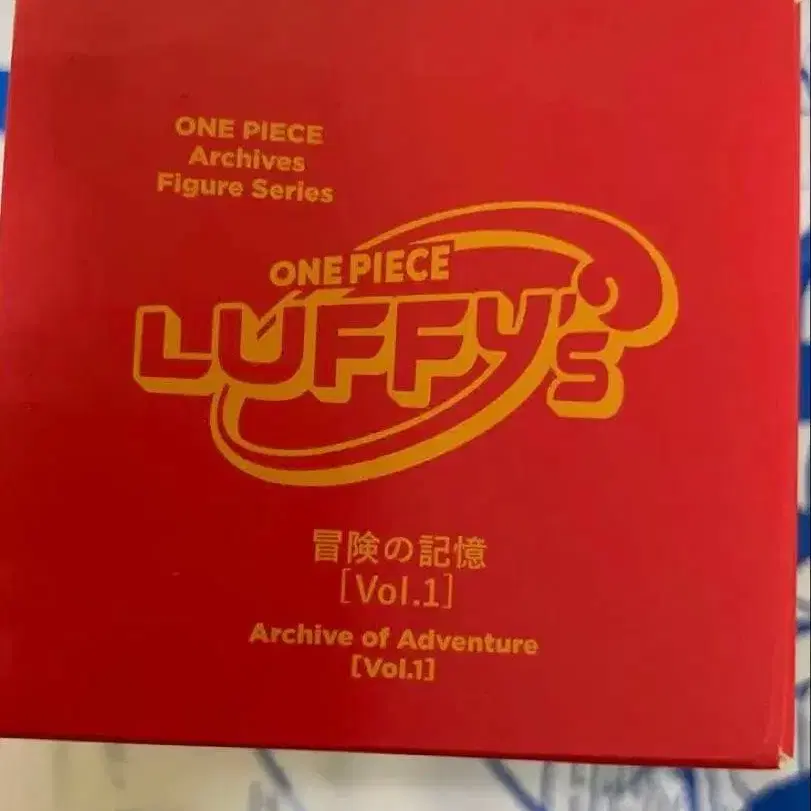 ONE PIECE
Archives
Figure Series
ONE PIECE
LUFFY's
冒険の記憶
[Vol.1]
Archive of Adventure
[Vol.1]